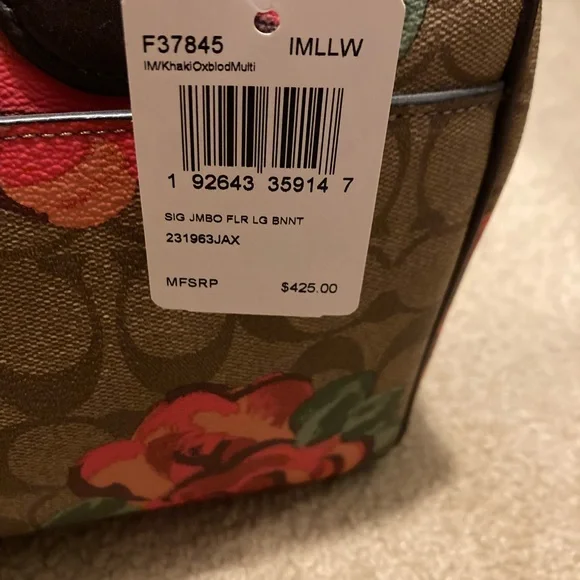 F37845 IMLLW
IM/KhakiOxblodMulti
1 92643 35914 7
SIG JMBO FLR LG BNNT
231963JAX
MFSRP $425.00